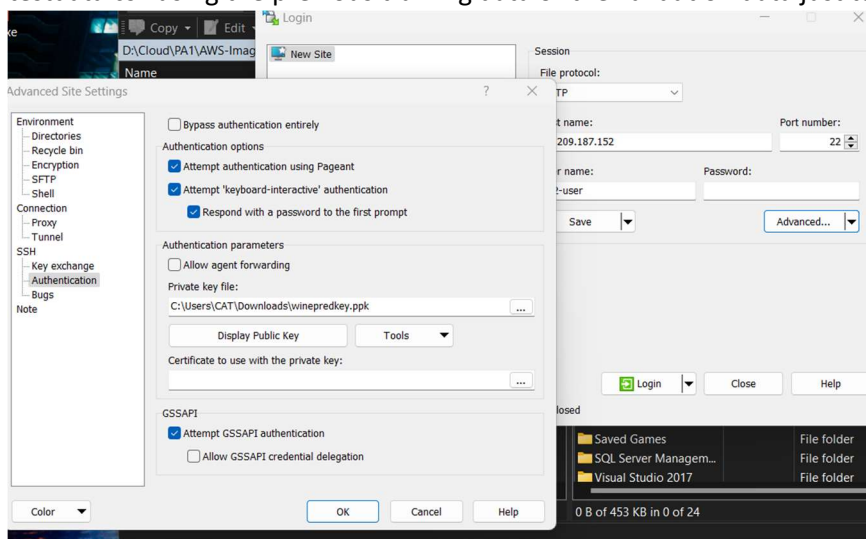 Copy Edit
D:\Cloud\PA1\AWS-Imag
Name
Login
New Site
Session
File protocol:
TP
t name:
Port number:
209.187.152
22
r name:
Password:
2-user
Save
Advanced...
Login
Close
Help
losed
Saved Games
File folder
SQL Server Managem...
File folder
Visual Studio 2017
File folder
0 B of 453 KB in 0 of 24
Advanced Site Settings
?
Environment
Directories
Recycle bin
Encryption
SFTP
Shell
Connection
Proxy
Tunnel
SSH
Key exchange
Authentication
Bugs
Note
Bypass authentication entirely
Authentication options
Attempt authentication using Pageant
Attempt 'keyboard-interactive' authentication
Respond with a password to the first prompt
Authentication parameters
Allow agent forwarding
Private key file:
C:\Users\CAT\Downloads\winepredkey.ppk
...
Display Public Key
Tools
Certificate to use with the private key:
...
GSSAPI
Attempt GSSAPI authentication
Allow GSSAPI credential delegation
Color
OK
Cancel
Help